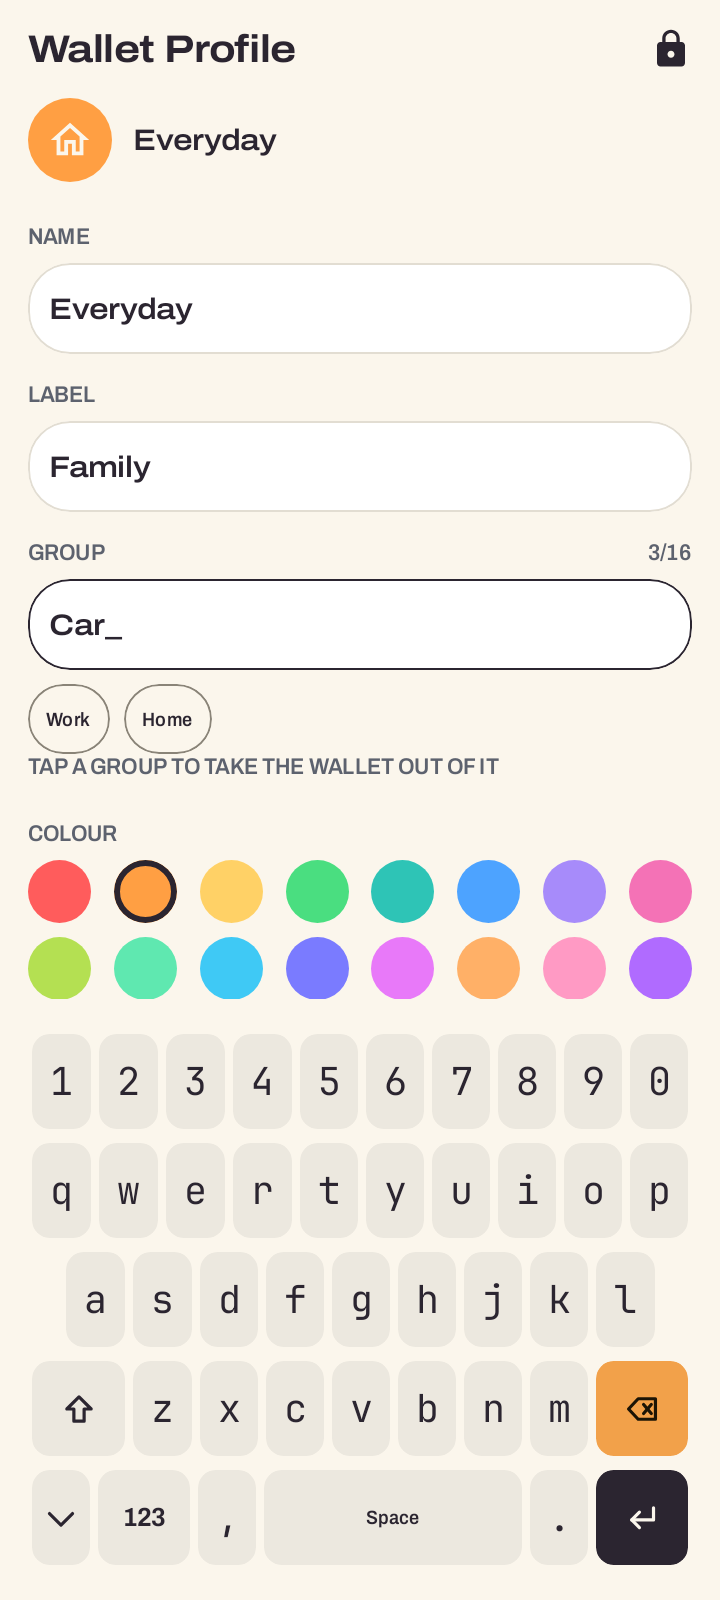 Wallet Profile
Everyday
NAME
Everyday
LABEL
Family
GROUP 3/16
Car_
Work Home
TAP A GROUP TO TAKE THE WALLET OUT OF IT
COLOUR
1 2 3 4 5 6 7 8 9 0
q w e r t y u i o p
a s d f g h j k l
z x c v b n m
123 , Space .